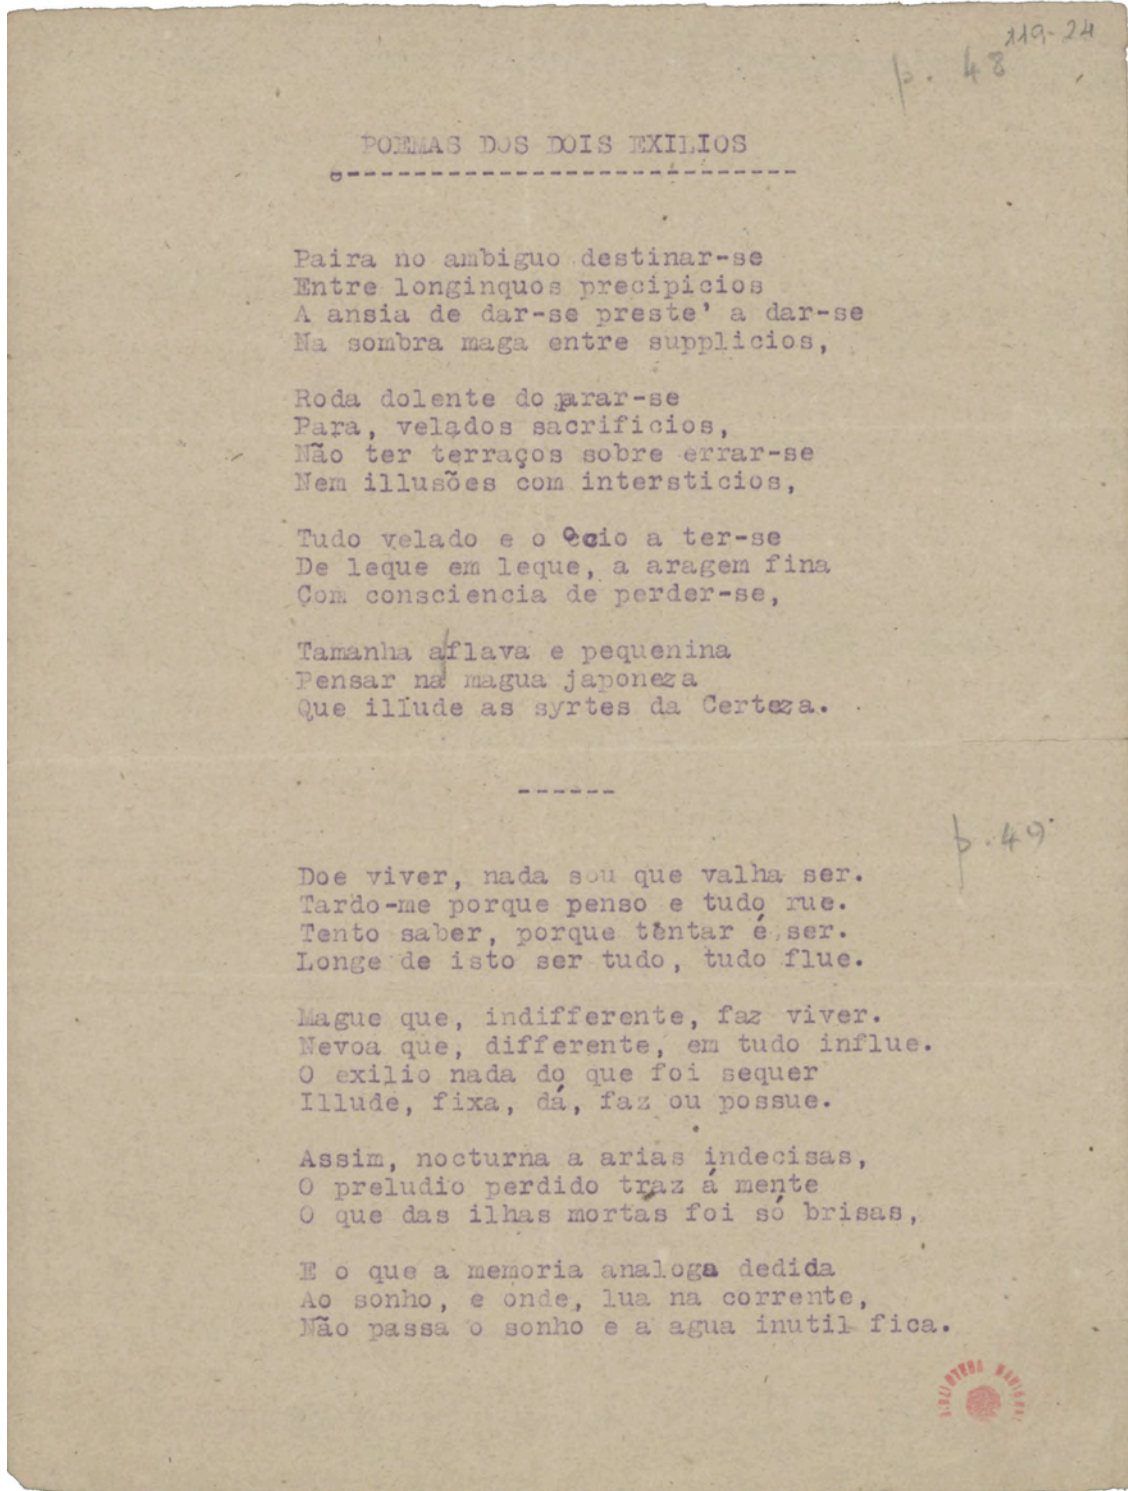 119-24
p. 48
POEMAS DOS DOIS EXILIOS
Paira no ambiguo destinar-se
Entre longinquos precipicios
A ansia de dar-se preste' a dar-se
Na sombra maga entre supplicios,
Roda dolente do parar-se
Para, velados sacrificios,
Não ter terraços sobre errar-se
Nem illusões com intersticios,
Tudo velado e o ocio a ter-se
De leque em leque, a aragem fina
Com consciencia de perder-se,
Tamanha a flava e pequenina
Pensar na magua japoneza
Que illude as syrtes da Certeza.
------
p. 49
Doe viver, nada sou que valha ser.
Tardo-me porque penso e tudo rue.
Tento saber, porque tentar é ser.
Longe de isto ser tudo, tudo flue.
Mague que, indifferente, faz viver.
Nevoa que, differente, em tudo influe.
O exilio nada do que foi sequer
Illude, fixa, dá, faz ou possue.
Assim, nocturna a arias indecisas,
O preludio perdido traz á mente
O que das ilhas mortas foi só brisas,
E o que a memoria analoga dedida
Ao sonho, e onde, lua na corrente,
Não passa o sonho e a agua inutil fica.
BIBLIOTECA NACIONAL